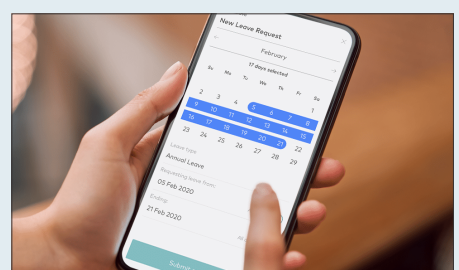 New Leave Request
February
17 days selected
Su Mo Tu We Th Fr Sa
1
2 3 4 5 6 7 8
9 10 11 12 13 14 15
16 17 18 19 20 21 22
23 24 25 26 27 28 29
Leave type
Annual Leave
Requesting leave from:
05 Feb 2020
Ending:
21 Feb 2020
Submit